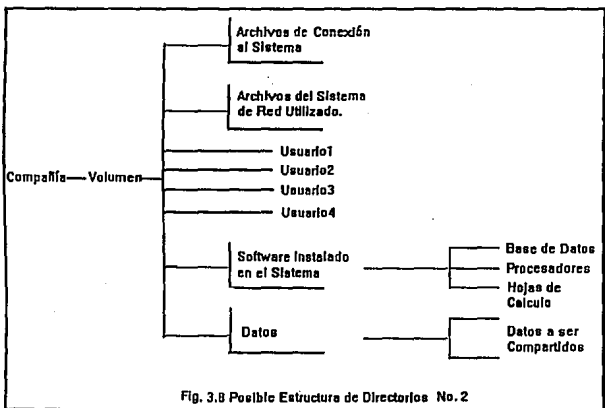 Archivos de Conexión
al Sistema
Archivos del Sistema
de Red Utilizado.
Compañía
Volumen
Usuario1
Usuario2
Usuario3
Usuario4
Software Instalado
en el Sistema
Base de Datos
Procesadores
Hojas de
Calculo
Datos
Datos a ser
Compartidos
Fig. 3.8 Posible Estructura de Directorios No. 2